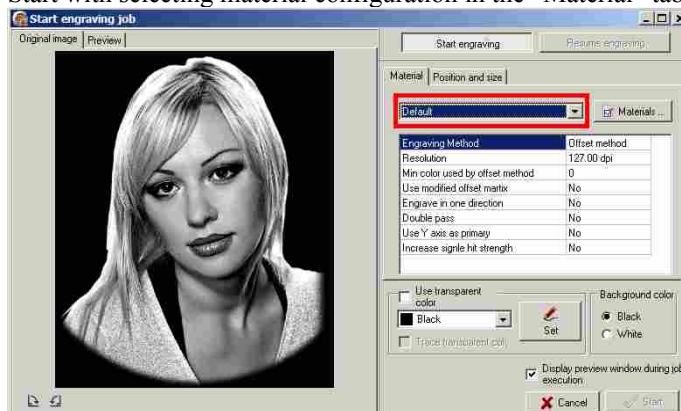 Start with selecting material configuration in the "Material" tab
Start engraving job
Original image Preview
Start engraving Resume engraving
Material Position and size
Default Materials ...
Engraving Method Offset method
Resolution 127.00 dpi
Min color used by offset method 0
Use modified offset martix No
Engrave in one direction No
Double pass No
Use Y axis as primary No
Increase signle hit strength No
Use transparent color
Background color
Black
Set
Black
White
Trace transparent
Display preview window during job
execution
Cancel Start